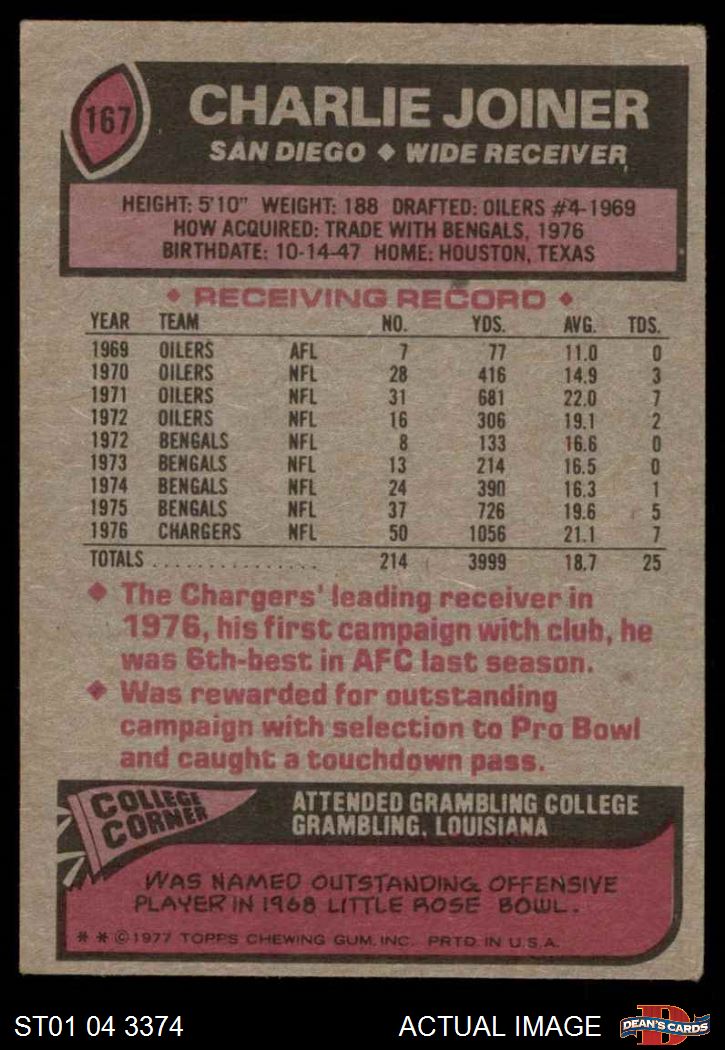 167
CHARLIE JOINER
SAN DIEGO ◆ WIDE RECEIVER
HEIGHT: 5'10" WEIGHT: 188 DRAFTED: OILERS #4-1969
HOW ACQUIRED: TRADE WITH BENGALS, 1976
BIRTHDATE: 10-14-47 HOME: HOUSTON, TEXAS
◆ RECEIVING RECORD ◆
YEAR TEAM NO. YDS. AVG. TDS.
1969 OILERS AFL 7 77 11.0 0
1970 OILERS NFL 28 416 14.9 3
1971 OILERS NFL 31 681 22.0 7
1972 OILERS NFL 16 306 19.1 2
1972 BENGALS NFL 8 133 16.6 0
1973 BENGALS NFL 13 214 16.5 0
1974 BENGALS NFL 24 390 16.3 1
1975 BENGALS NFL 37 726 19.6 5
1976 CHARGERS NFL 50 1056 21.1 7
TOTALS . . . . . . . . . . . . . . . 214 3999 18.7 25
◆ The Chargers' leading receiver in
1976, his first campaign with club, he
was 6th-best in AFC last season.
◆ Was rewarded for outstanding
campaign with selection to Pro Bowl
and caught a touchdown pass.
COLLEGE
CORNER
ATTENDED GRAMBLING COLLEGE
GRAMBLING, LOUISIANA
WAS NAMED OUTSTANDING OFFENSIVE
PLAYER IN 1968 LITTLE ROSE BOWL.
* * © 1977 TOPPS CHEWING GUM, INC. PRTD. IN U.S.A.
ST01 04 3374 ACTUAL IMAGE
D
DEAN'S CARDS